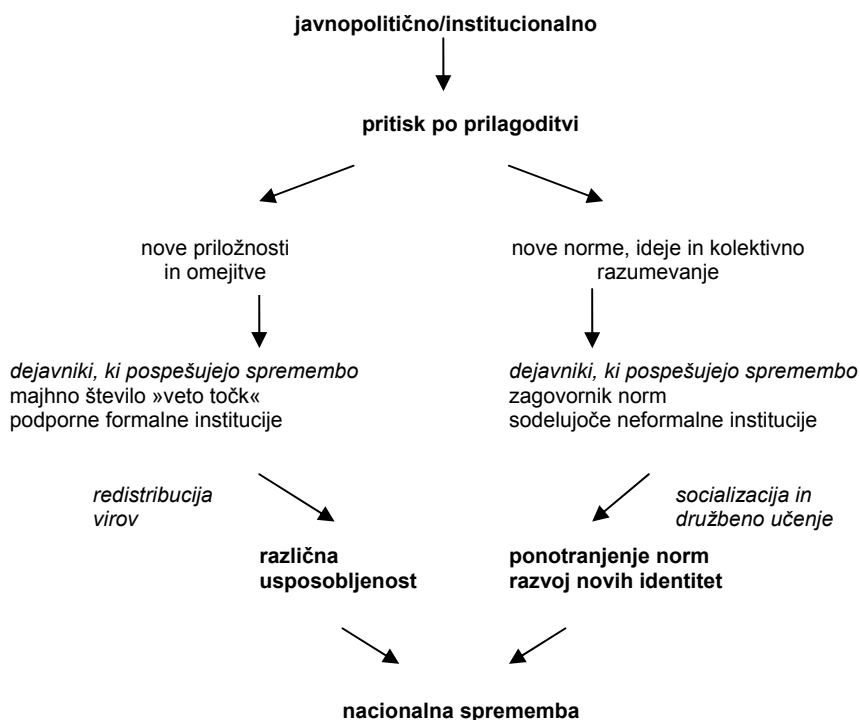 javnopolitično/institucionalno
pritisk po prilagoditvi
nove priložnosti
in omejitve
nove norme, ideje in kolektivno
razumevanje
dejavniki, ki pospešujejo spremembo
majhno število »veto točk«
podporne formalne institucije
dejavniki, ki pospešujejo spremembo
zagovornik norm
sodelujoče neformalne institucije
redistribucija
virov
socializacija in
družbeno učenje
različna
usposobljenost
ponotranjenje norm
razvoj novih identitet
nacionalna sprememba